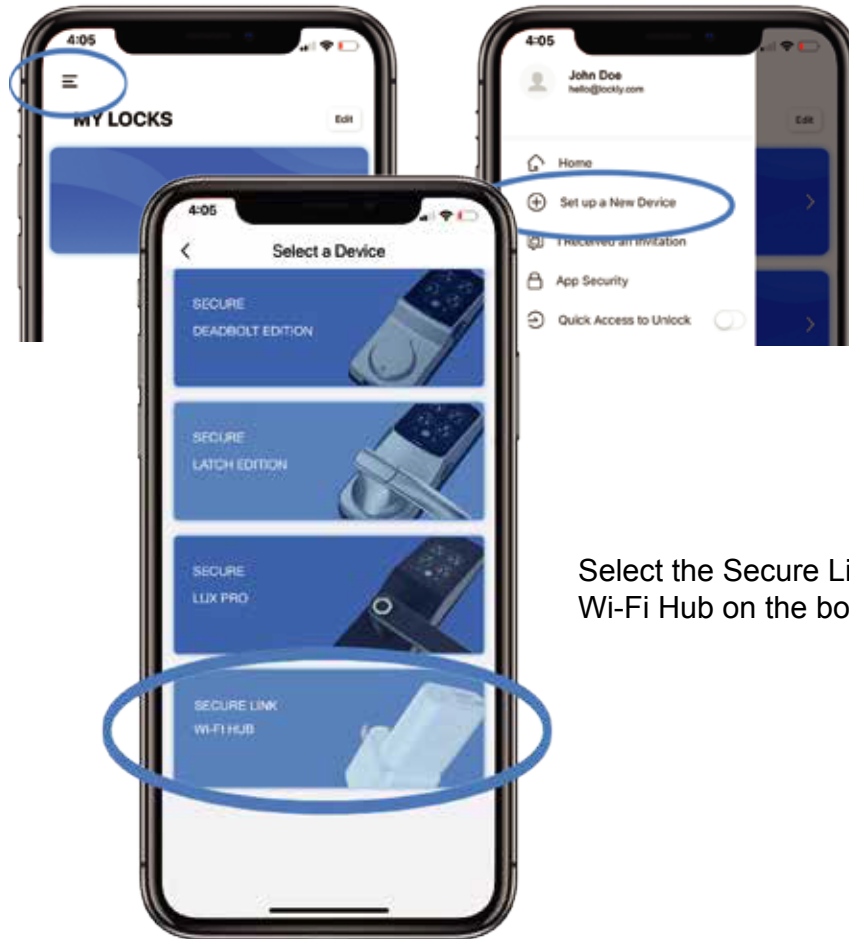 4:05
MY LOCKS
Edit
4:05
John Doe
hello@lockly.com
Edit
Home
Set up a New Device
I Received an Invitation
App Security
Quick Access to Unlock
4:05
Select a Device
SECURE
DEADBOLT EDITION
SECURE
LATCH EDITION
SECURE
LUX PRO
SECURE LINK
WI-FI HUB
Select the Secure Li
Wi-Fi Hub on the bo